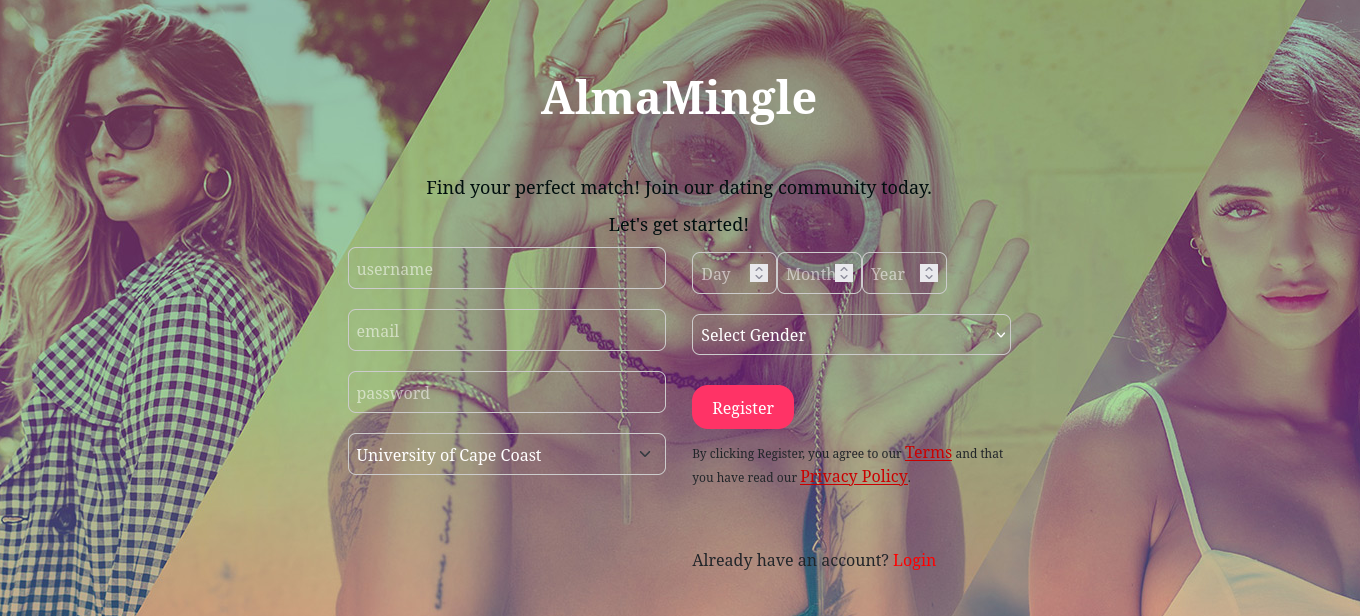 AlmaMingle
Find your perfect match! Join our dating community today.
Let's get started!
username
email
password
University of Cape Coast
Day
Month
Year
Select Gender
Register
By clicking Register, you agree to our Terms and that
you have read our Privacy Policy.
Already have an account? Login